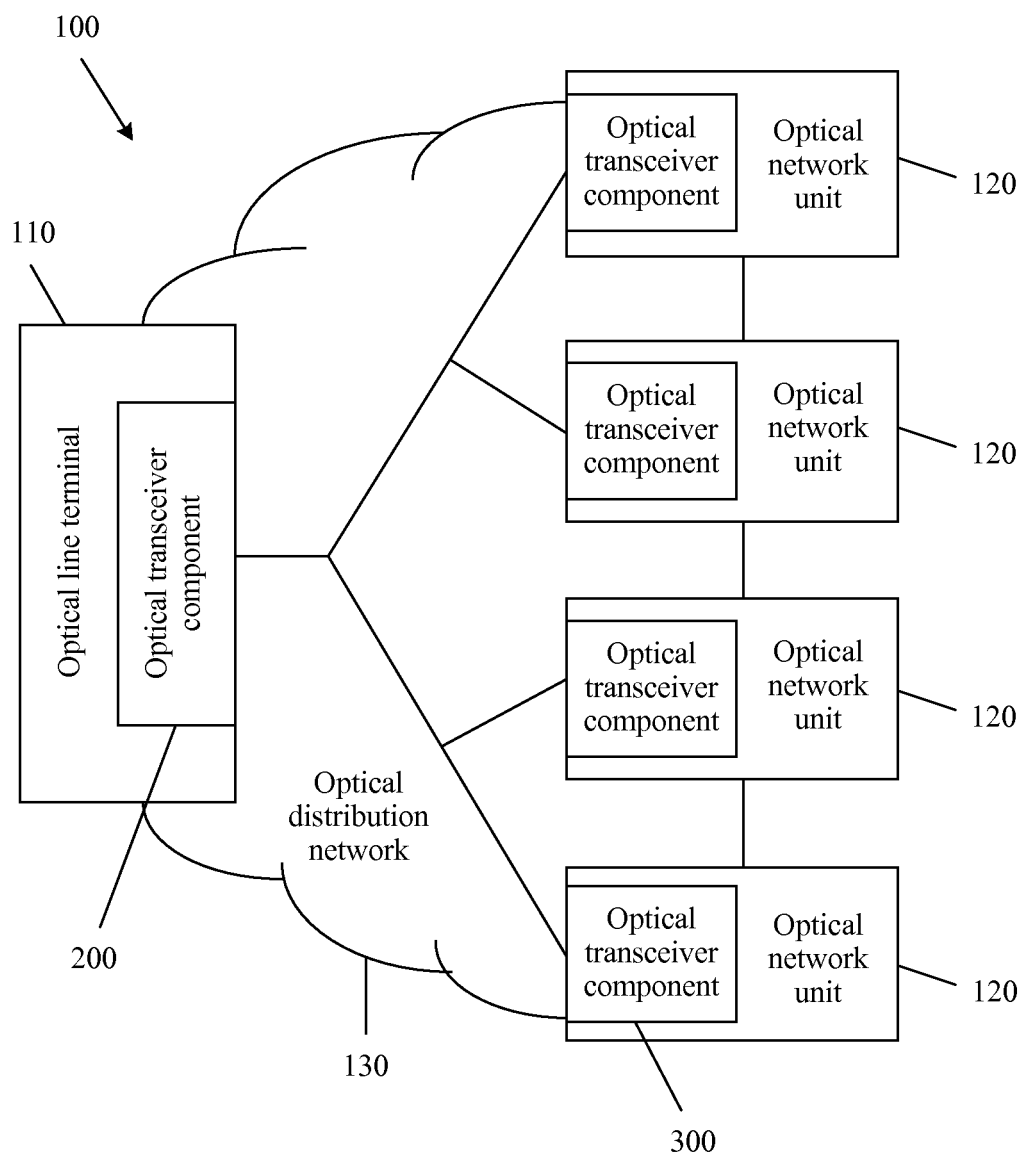 100
110
Optical line terminal
Optical transceiver
component
200
Optical
distribution
network
130
Optical
transceiver
component
Optical
network
unit
120
Optical
transceiver
component
Optical
network
unit
120
Optical
transceiver
component
Optical
network
unit
120
Optical
transceiver
component
Optical
network
unit
120
300